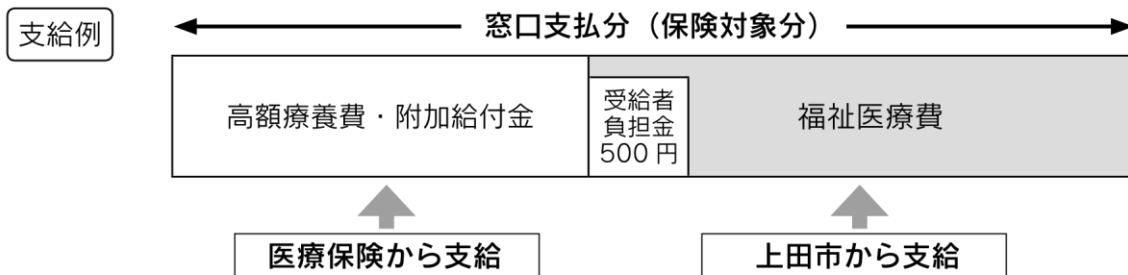 支給例
窓口支払分（保険対象分）
高額療養費・附加給付金
受給者
負担金
500円
福祉医療費
医療保険から支給
上田市から支給